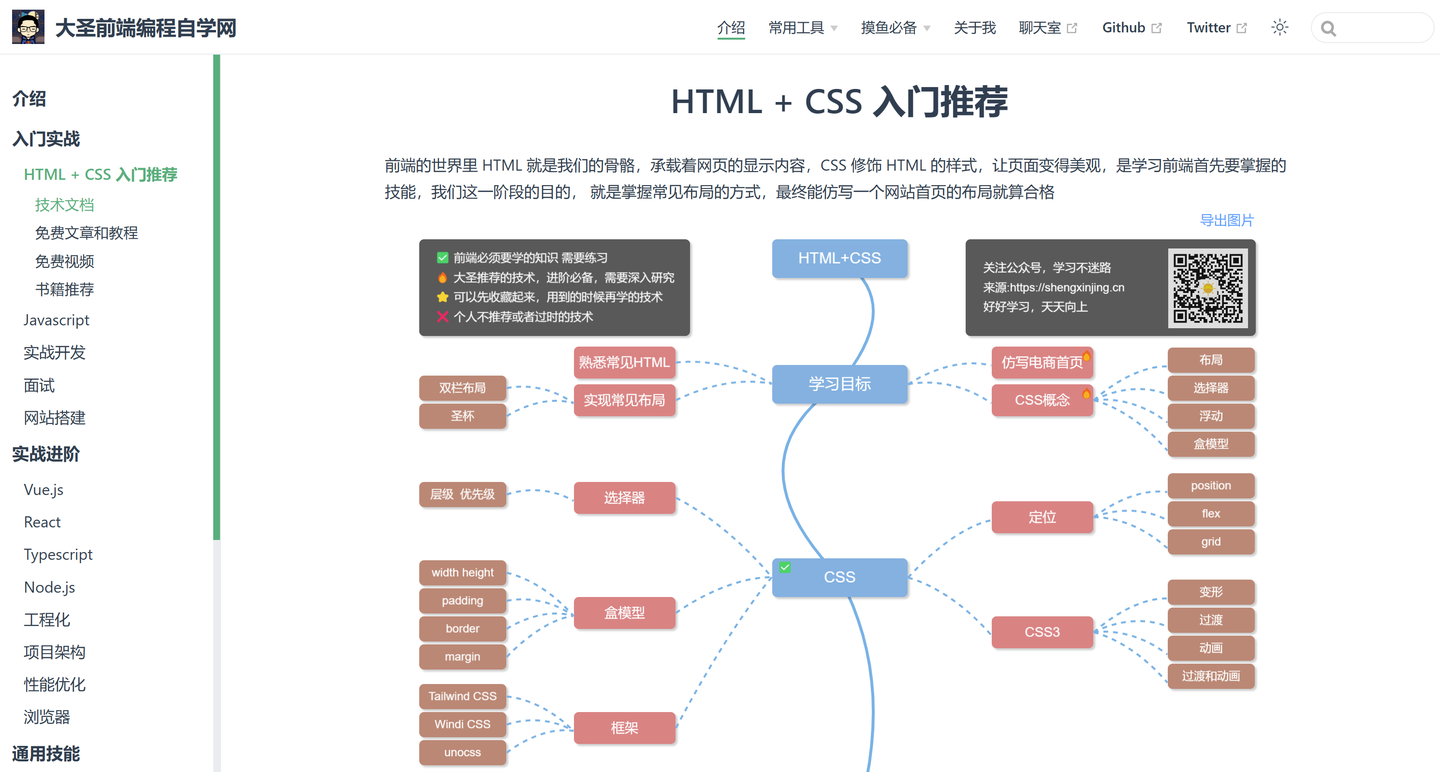 大圣前端编程自学网
介绍
常用工具
摸鱼必备
关于我
聊天室
Github
Twitter
介绍
入门实战
HTML + CSS 入门推荐
技术文档
免费文章和教程
免费视频
书籍推荐
Javascript
实战开发
面试
网站搭建
实战进阶
Vue.js
React
Typescript
Node.js
工程化
项目架构
性能优化
浏览器
通用技能
HTML + CSS 入门推荐
前端的世界里 HTML 就是我们的骨骼，承载着网页的显示内容，CSS 修饰 HTML 的样式，让页面变得美观，是学习前端首先要掌握的
技能，我们这一阶段的目的， 就是掌握常见布局的方式，最终能仿写一个网站首页的布局就算合格
导出图片
✅ 前端必须要学的知识 需要练习
🔥 大圣推荐的技术，进阶必备，需要深入研究
⭐ 可以先收藏起来，用到的时候再学的技术
❌ 个人不推荐或者过时的技术
HTML+CSS
关注公众号，学习不迷路
来源:https://shengxinjing.cn
好好学习，天天向上
学习目标
熟悉常见HTML
实现常见布局
双栏布局
圣杯
仿写电商首页
CSS概念
布局
选择器
浮动
盒模型
CSS
选择器
层级 优先级
盒模型
width height
padding
border
margin
框架
Tailwind CSS
Windi CSS
unocss
定位
position
flex
grid
CSS3
变形
过渡
动画
过渡和动画